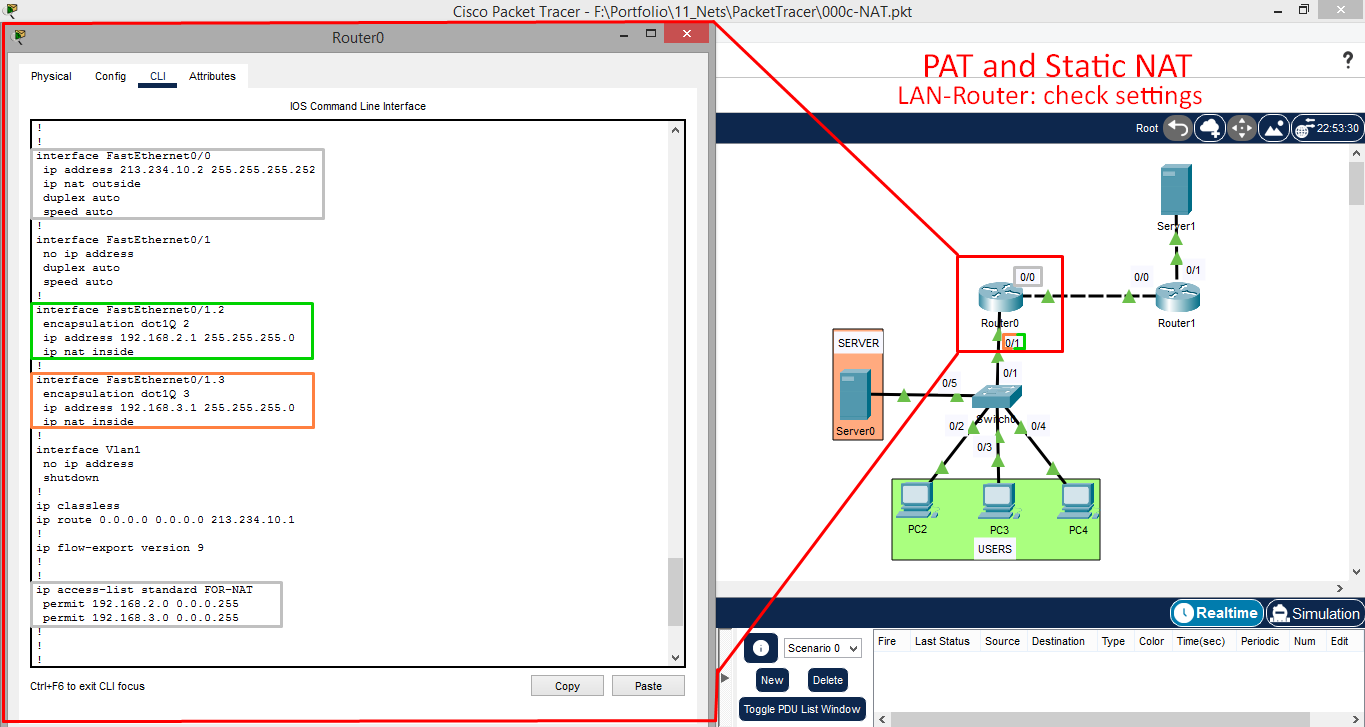 Cisco Packet Tracer - F:\Portfolio\11_Nets\PacketTracer\000c-NAT.pkt
Router0
Physical Config CLI Attributes
IOS Command Line Interface
!
!
interface FastEthernet0/0
ip address 213.234.10.2 255.255.255.252
ip nat outside
duplex auto
speed auto
!
interface FastEthernet0/1
no ip address
duplex auto
speed auto
!
interface FastEthernet0/1.2
encapsulation dot1Q 2
ip address 192.168.2.1 255.255.255.0
ip nat inside
!
interface FastEthernet0/1.3
encapsulation dot1Q 3
ip address 192.168.3.1 255.255.255.0
ip nat inside
!
interface Vlan1
no ip address
shutdown
!
ip classless
ip route 0.0.0.0 0.0.0.0 213.234.10.1
!
ip flow-export version 9
!
!
ip access-list standard FOR-NAT
permit 192.168.2.0 0.0.0.255
permit 192.168.3.0 0.0.0.255
!
!
!
Ctrl+F6 to exit CLI focus
Copy Paste
PAT and Static NAT
LAN-Router: check settings
?
Root 22:53:30
Server1
0/1
0/0 0/0
Router0 Router1
0/1
SERVER
0/1
0/5
Switch0
Server0
0/2 0/4
0/3
PC2 PC3 PC4
USERS
Realtime Simulation
Scenario 0
New Delete
Toggle PDU List Window
Fire Last Status Source Destination Type Color Time(sec) Periodic Num Edit